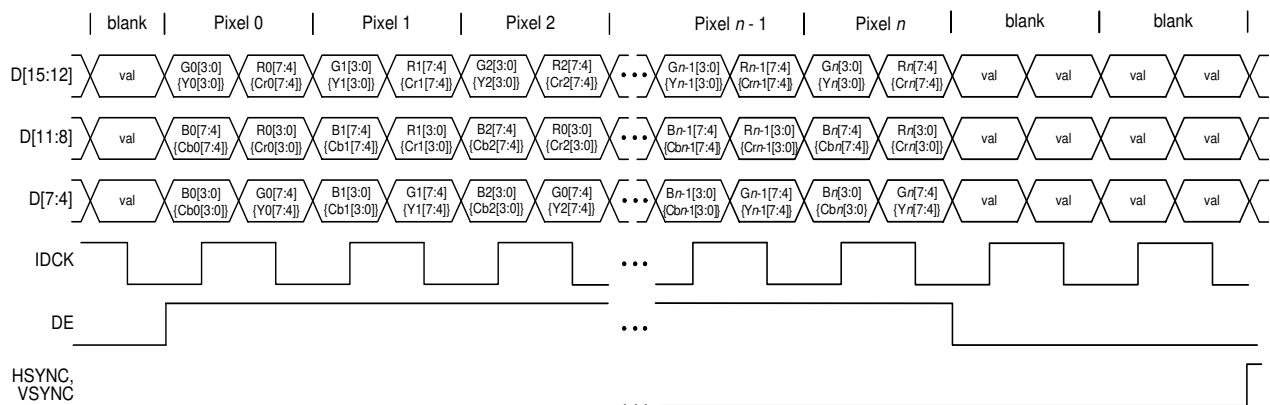 blank Pixel 0 Pixel 1 Pixel 2 Pixel n - 1 Pixel n blank blank
G0[3:0] R0[7:4] G1[3:0] R1[7:4] G2[3:0] R2[7:4] Gn-1[3:0] Rn-1[7:4] Gn[3:0] Rn[7:4]
D[15:12] val ••• val val val val
{Y0[3:0]} {Cr0[7:4]} {Y1[3:0]} {Cr1[7:4]} {Y2[3:0]} {Cr2[7:4]} {Yn-1[3:0]} {Crn-1[7:4]} {Yn[3:0]} {Crn[7:4]}
B0[7:4] R0[3:0] B1[7:4] R1[3:0] B2[7:4] R0[3:0] Bn-1[7:4] Rn-1[3:0] Bn[7:4] Rn[3:0]
D[11:8] val val val val val
{Cb0[7:4]} {Cr0[3:0]} {Cb1[7:4]} {Cr1[3:0]} {Cb2[7:4]} {Cr2[3:0]} {Cbn-1[7:4]} {Crn-1[3:0]} {Cbn[7:4]} {Crn[3:0]}
B0[3:0] G0[7:4] B1[3:0] G1[7:4] B2[3:0] G0[7:4] Bn-1[3:0] Gn-1[7:4] Bn[3:0] Gn[7:4]
D[7:4] val ••• val val val val
{Cb0[3:0]} {Y0[7:4]} {Cb1[3:0]} {Y1[7:4]} {Cb2[3:0]} {Y2[7:4]} {Cbn-1[3:0]} {Yn-1[7:4]} {Cbn[3:0} {Yn[7:4]}
IDCK •••
DE •••
HSYNC,
VSYNC •••